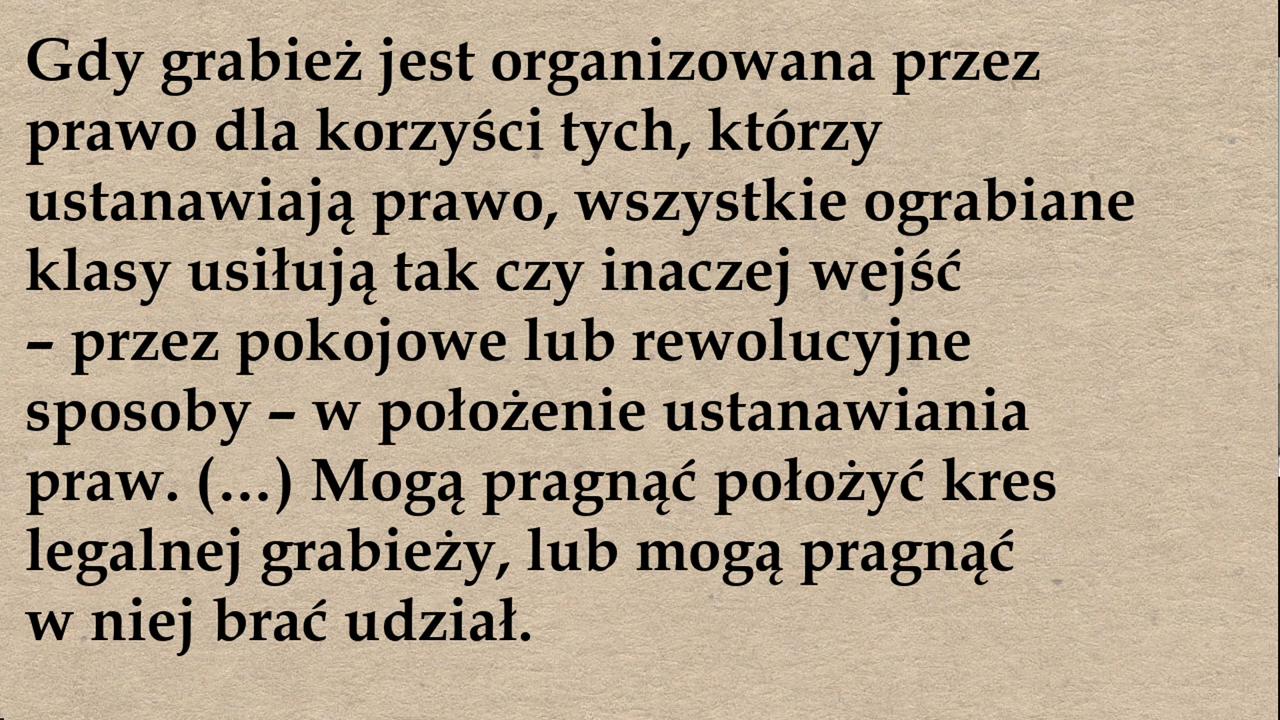 Gdy grabież jest organizowana przez
prawo dla korzyści tych, którzy
ustanawiają prawo, wszystkie ograbiane
klasy usiłują tak czy inaczej wejść
– przez pokojowe lub rewolucyjne
sposoby – w położenie ustanawiania
praw. (…) Mogą pragnąć położyć kres
legalnej grabieży, lub mogą pragnąć
w niej brać udział.